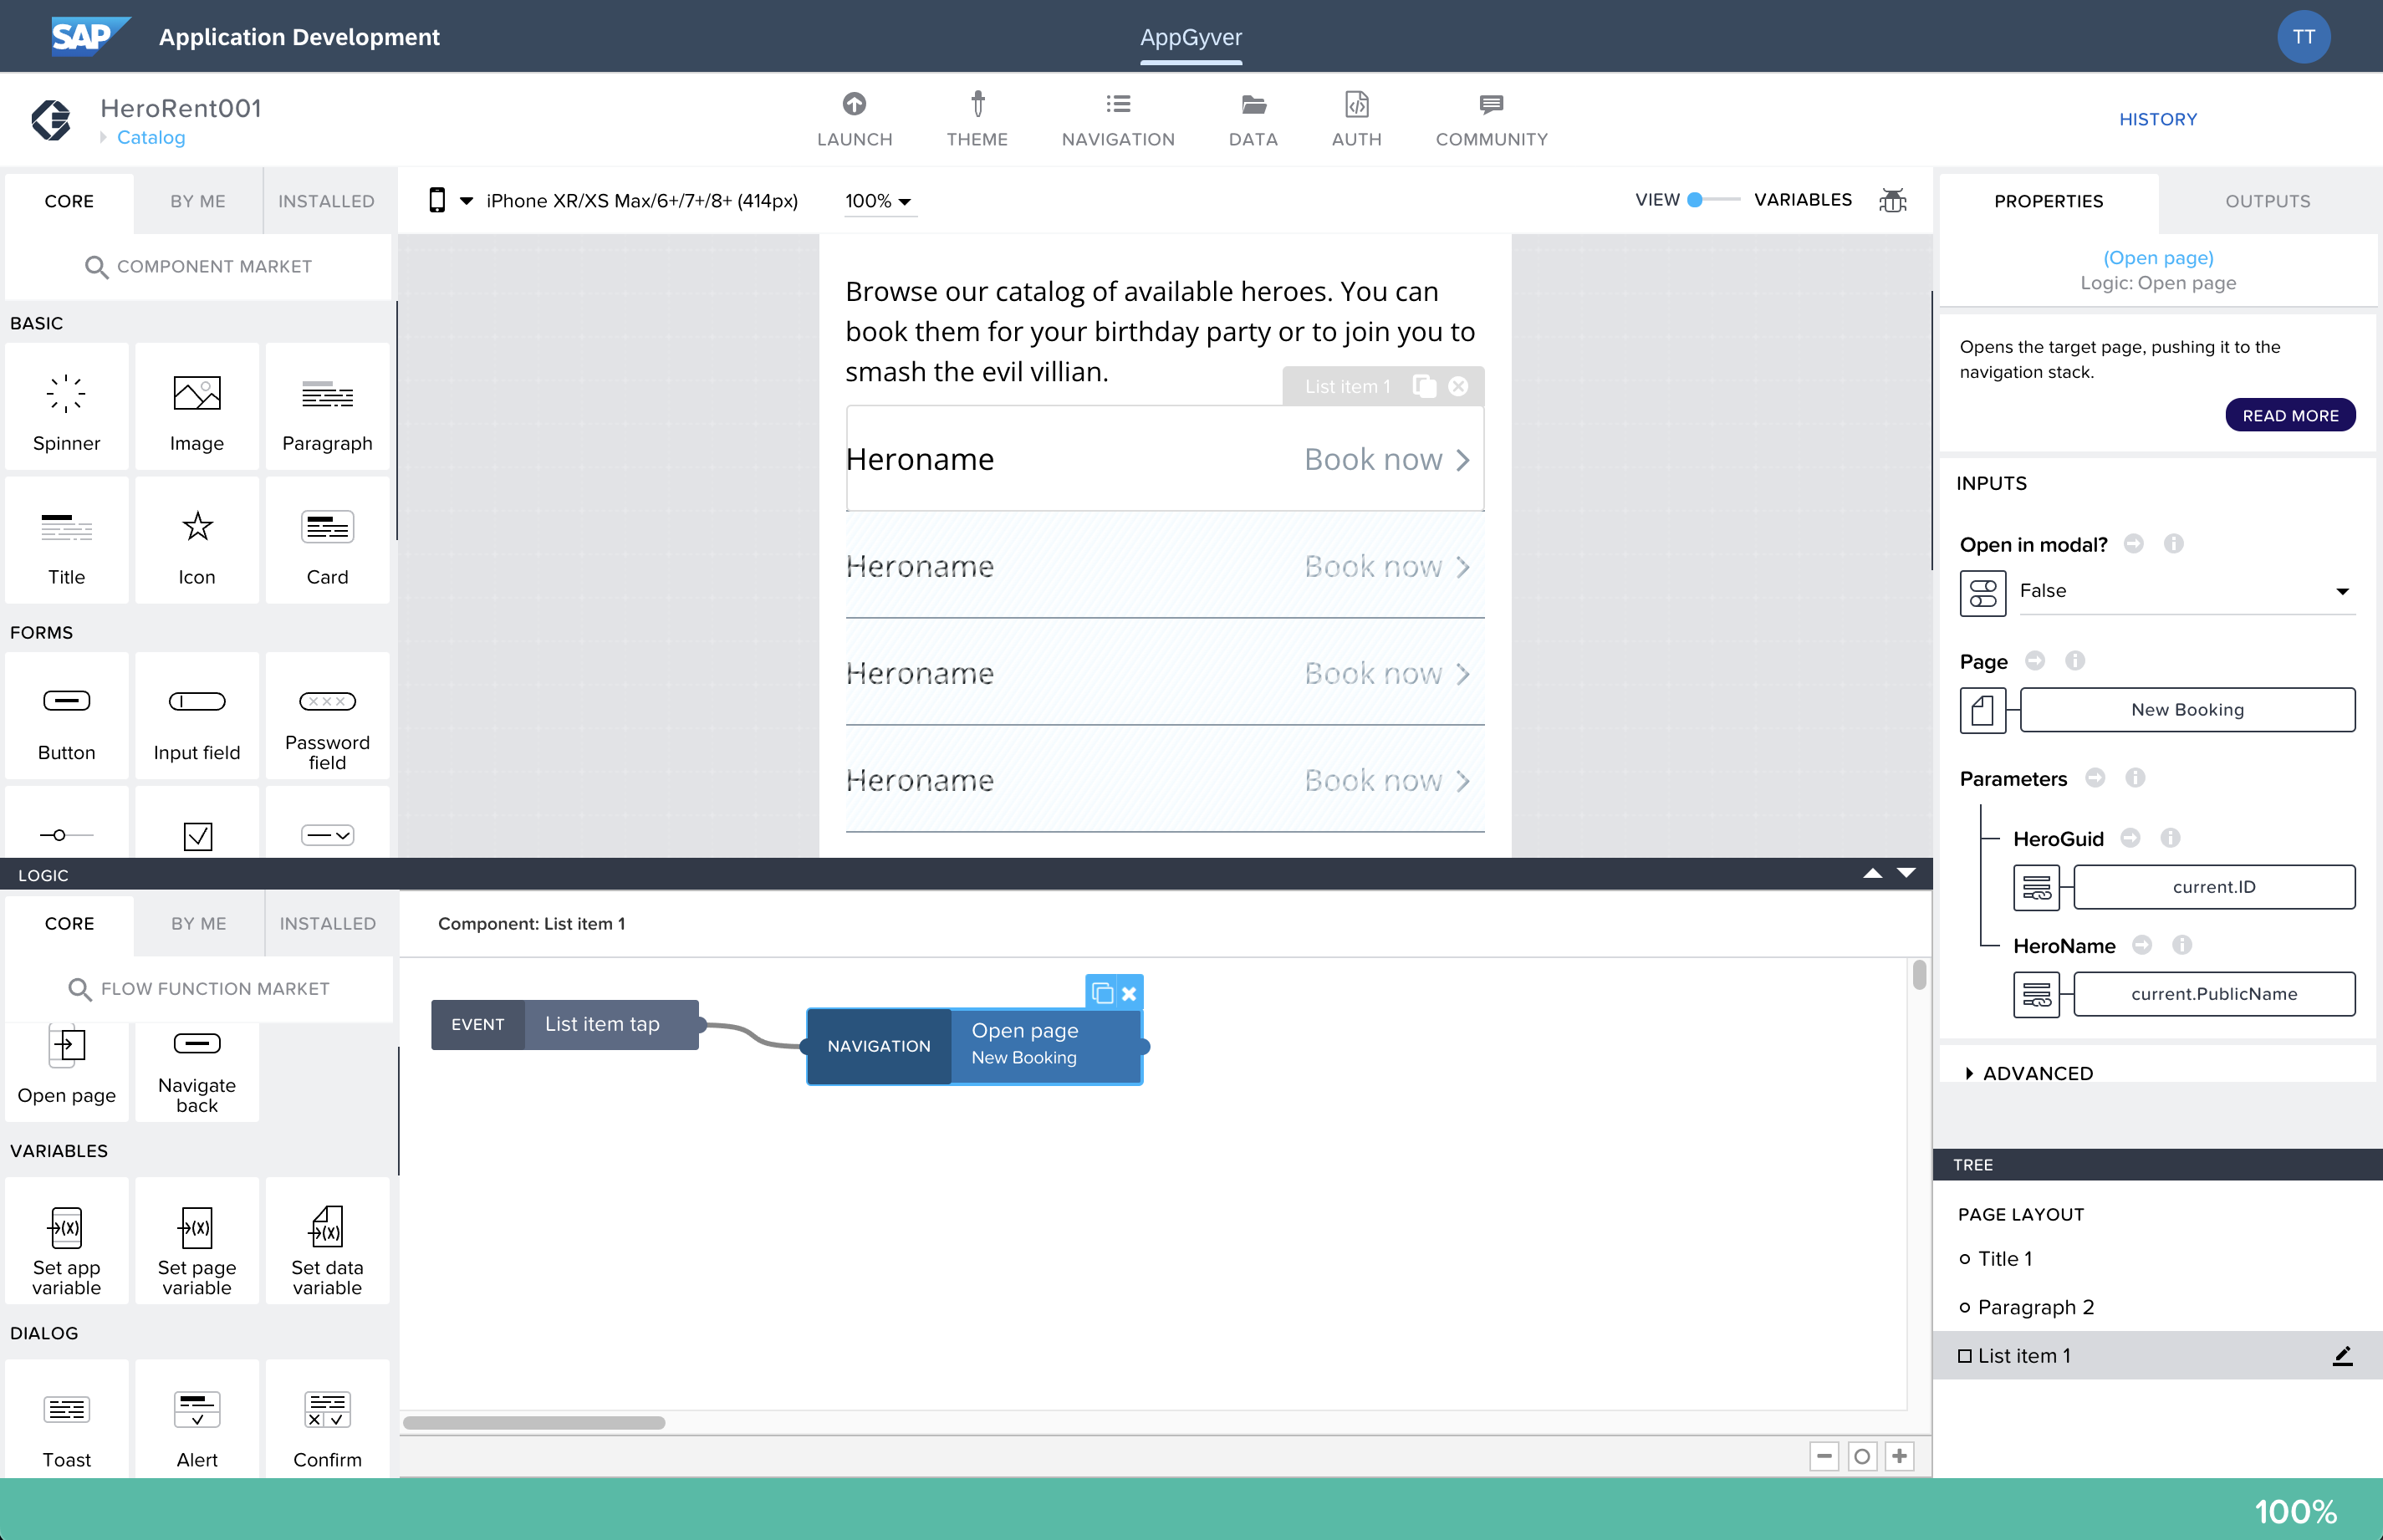 SAP
Application Development
AppGyver
TT
HeroRent001
Catalog
LAUNCH
THEME
NAVIGATION
DATA
AUTH
COMMUNITY
HISTORY
CORE
BY ME
INSTALLED
COMPONENT MARKET
BASIC
Spinner
Image
Paragraph
Title
Icon
Card
FORMS
Button
Input field
Password
field
iPhone XR/XS Max/6+/7+/8+ (414px)
100%
VIEW
VARIABLES
Browse our catalog of available heroes. You can
book them for your birthday party or to join you to
smash the evil villian.
List item 1
Heroname
Book now
Heroname
Book now
Heroname
Book now
Heroname
Book now
LOGIC
CORE
BY ME
INSTALLED
FLOW FUNCTION MARKET
Open page
Navigate
back
VARIABLES
(X)
(X)
(X)
Set app
variable
Set page
variable
Set data
variable
DIALOG
Toast
Alert
Confirm
Component: List item 1
EVENT
List item tap
NAVIGATION
Open page
New Booking
PROPERTIES
OUTPUTS
(Open page)
Logic: Open page
Opens the target page, pushing it to the
navigation stack.
READ MORE
INPUTS
Open in modal?
False
Page
New Booking
Parameters
HeroGuid
current.ID
HeroName
current.PublicName
ADVANCED
TREE
PAGE LAYOUT
Title 1
Paragraph 2
List item 1
100%